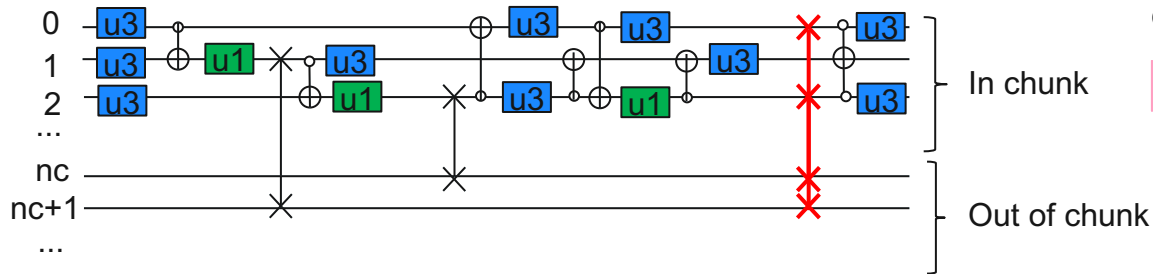 0 u3 u3 u3 u3
1 u3 u1 u3 u3
2 u3 u1 u3 u1 u3
...
nc
nc+1
...
In chunk
Out of chunk